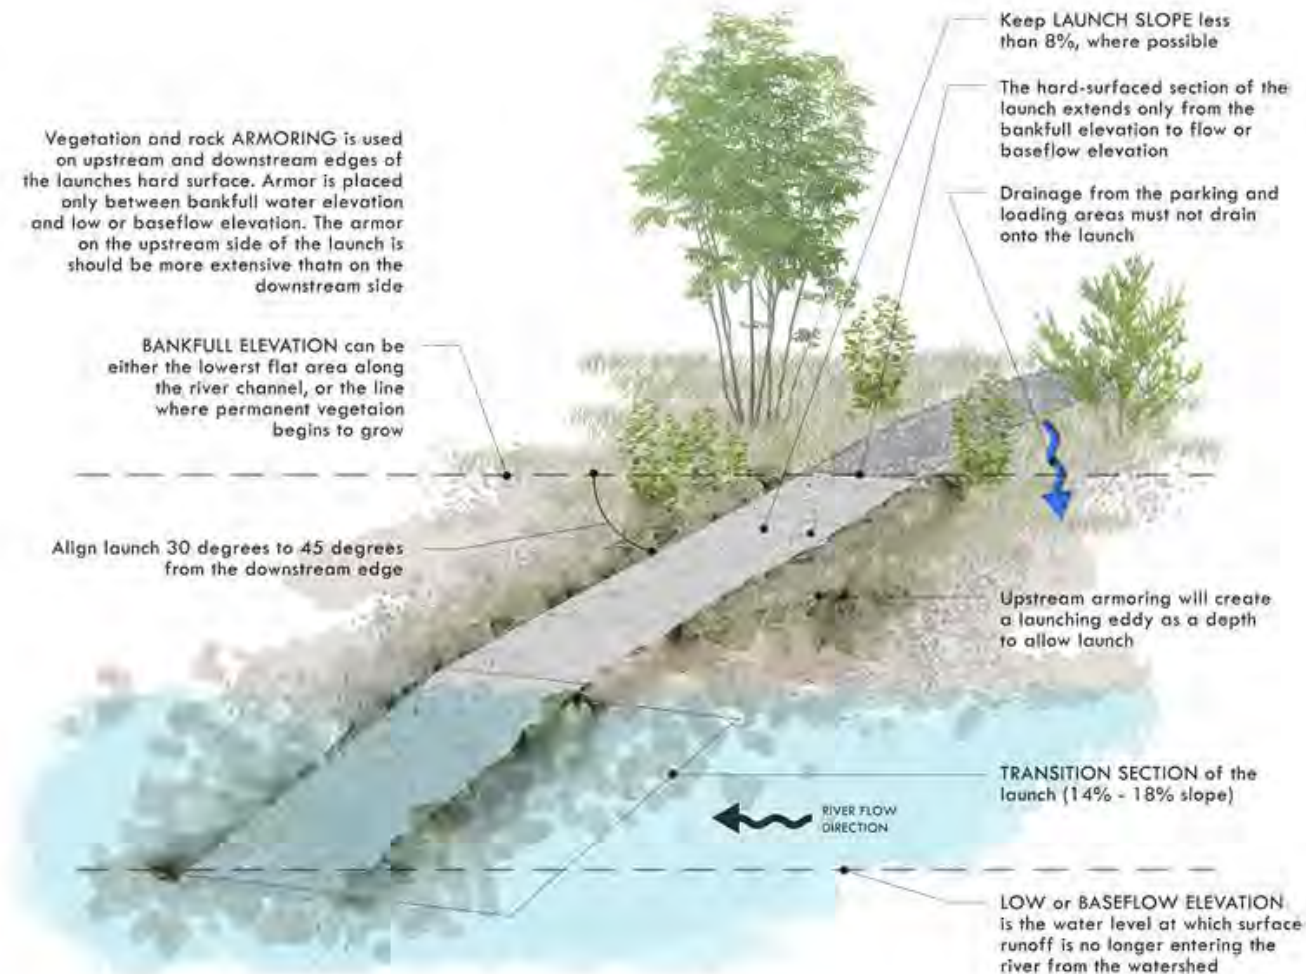 Vegetation and rock ARMORING is used
on upstream and downstream edges of
the launches hard surface. Armor is placed
only between bankfull water elevation
and low or baseflow elevation. The armor
on the upstream side of the launch is
should be more extensive thatn on the
downstream side
BANKFULL ELEVATION can be
either the lowerst flat area along
the river channel, or the line
where permanent vegetaion
begins to grow
Align launch 30 degrees to 45 degrees
from the downstream edge
Keep LAUNCH SLOPE less
than 8%, where possible
The hard-surfaced section of the
launch extends only from the
bankfull elevation to flow or
baseflow elevation
Drainage from the parking and
loading areas must not drain
onto the launch
Upstream armoring will create
a launching eddy as a depth
to allow launch
TRANSITION SECTION of the
launch (14% - 18% slope)
RIVER FLOW
DIRECTION
LOW or BASEFLOW ELEVATION
is the water level at which surface
runoff is no longer entering the
river from the watershed